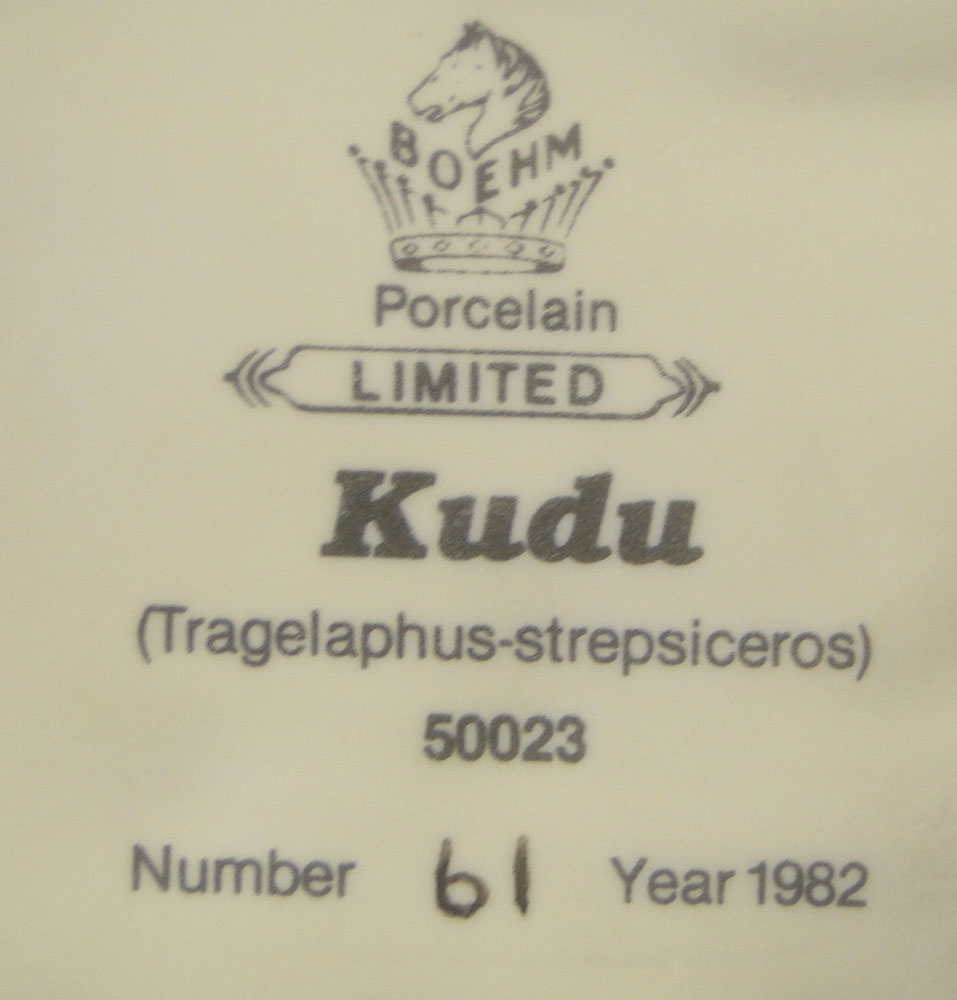 BOEHM
Porcelain
LIMITED
Kudu
(Tragelaphus-strepsiceros)
50023
Number 61 Year 1982